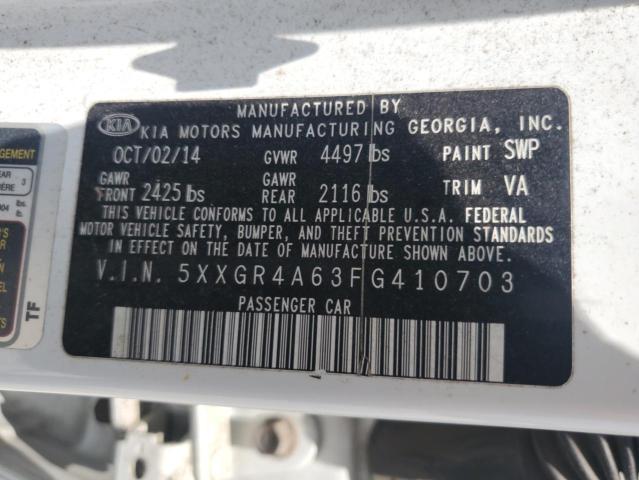 MANUFACTURED BY
KIA KIA MOTORS MANUFACTURING GEORGIA, INC.
OCT/02/14 GVWR 4497 lbs PAINT SWP
GAWR FRONT 2425 lbs GAWR REAR 2116 lbs TRIM VA
THIS VEHICLE CONFORMS TO ALL APPLICABLE U.S.A. FEDERAL
MOTOR VEHICLE SAFETY, BUMPER, AND THEFT PREVENTION STANDARDS
IN EFFECT ON THE DATE OF MANUFACTURE SHOWN ABOVE.
V.I.N. 5XXGR4A63FG410703
PASSENGER CAR
TF